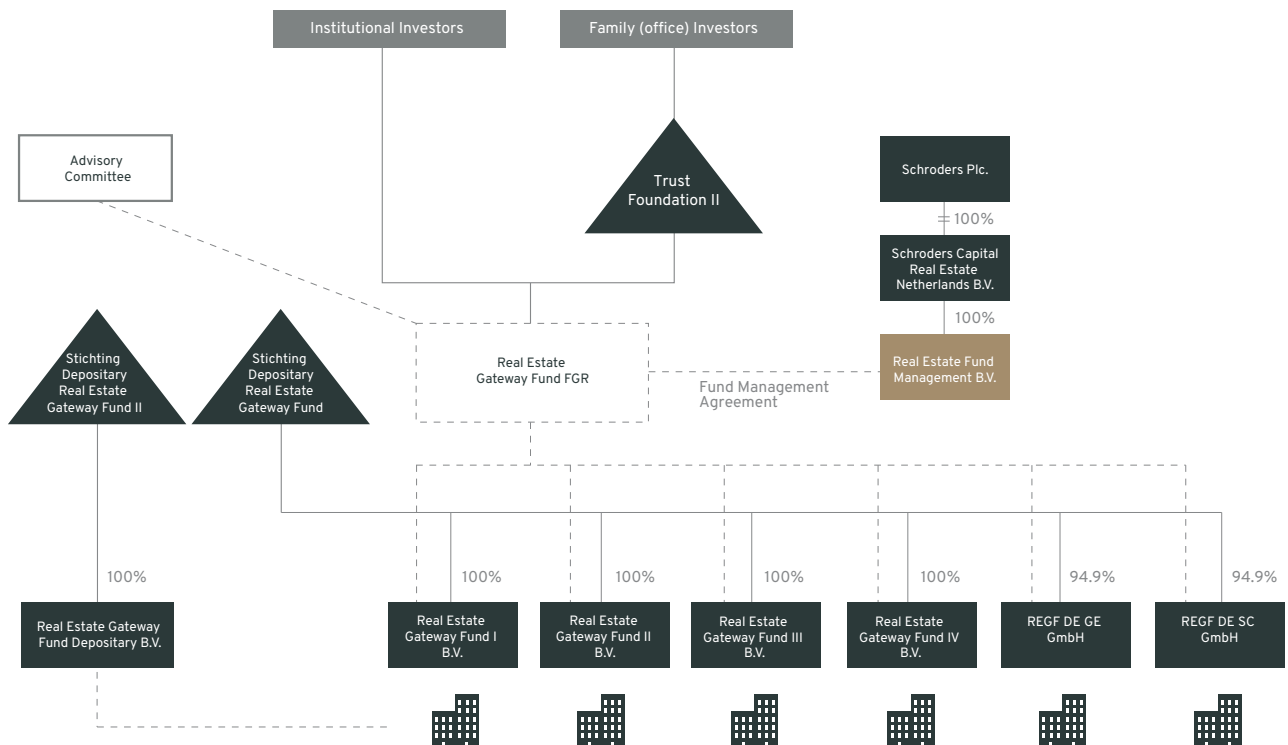 Institutional Investors
Family (office) Investors
Advisory
Committee
Trust
Foundation II
Schroders Plc.
100%
Schroders Capital
Real Estate
Netherlands B.V.
100%
Stichting
Depositary
Real Estate
Gateway Fund II
Stichting
Depositary
Real Estate
Gateway Fund
Real Estate
Gateway Fund FGR
Real Estate Fund
Management B.V.
Fund Management
Agreement
100%
100%
100%
100%
100%
94.9%
94.9%
Real Estate Gateway
Fund Depositary B.V.
Real Estate
Gateway Fund I
B.V.
Real Estate
Gateway Fund II
B.V.
Real Estate
Gateway Fund III
B.V.
Real Estate
Gateway Fund IV
B.V.
REGF DE GE
GmbH
REGF DE SC
GmbH